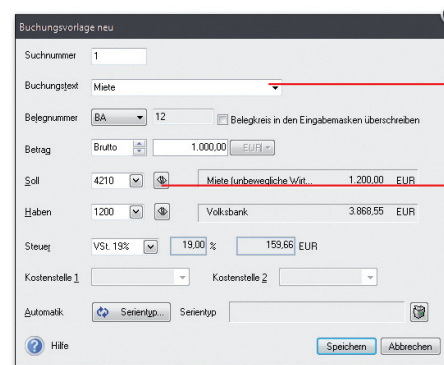 Buchungsvorlage neu
Suchnummer 1
Buchungstext Miete
Belegnummer BA 12 Belegkreis in den Eingabemasken überschreiben
Betrag Brutto 1.000,00 EUR
Soll 4210 Miete (unbewegliche Wirt... 1.200,00 EUR
Haben 1200 Volksbank 3.868,55 EUR
Steuer VSt. 19% 19,00 % 159,66 EUR
Kostenstelle 1 Kostenstelle 2
Automatik Serientyp... Serientyp
Hilfe Speichern Abbrechen